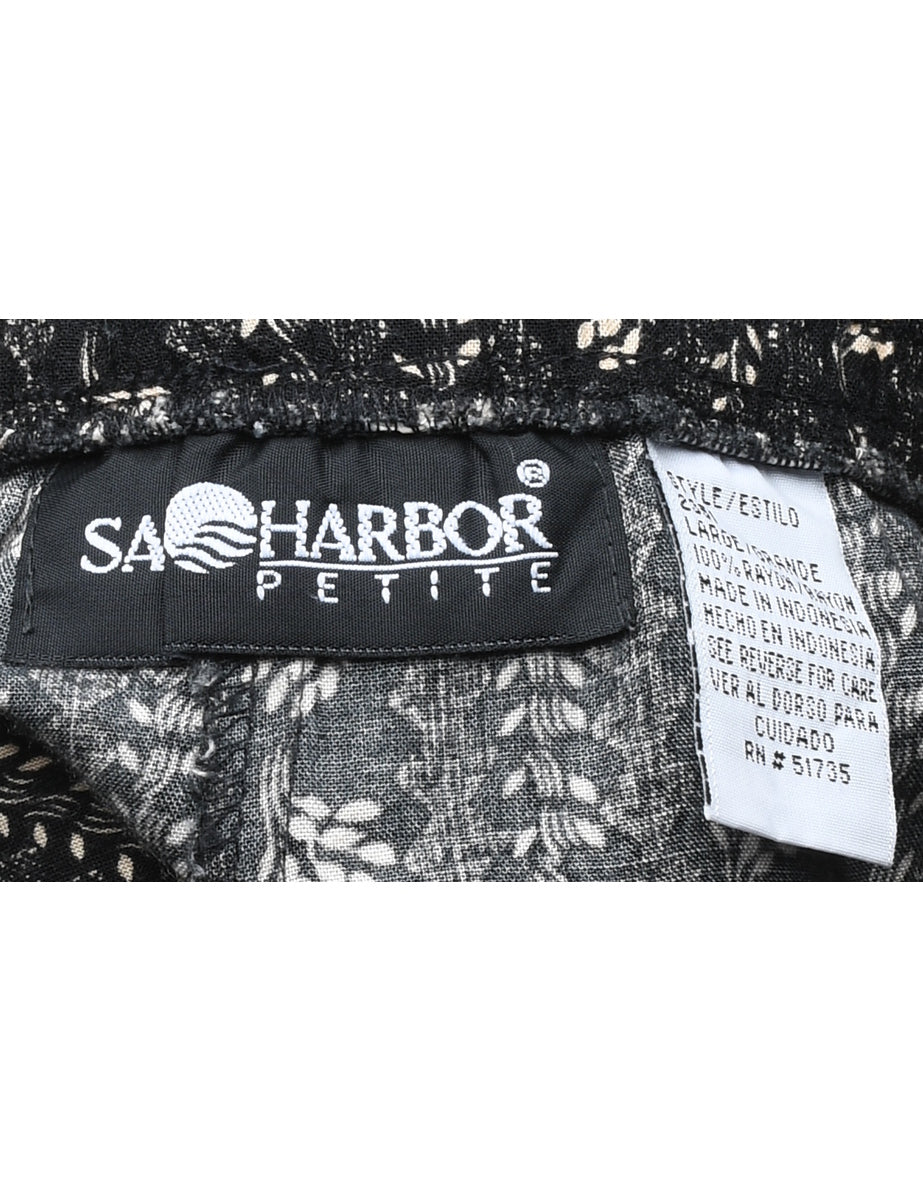 SAG HARBOR®
PETITE
STYLE/ESTILO
LARGE/GRANDE
100% RAYON/RAYON
MADE IN INDONESIA
HECHO EN INDONESIA
SEE REVERSE FOR CARE
VER AL DORSO PARA
CUIDADO
RN # 51735